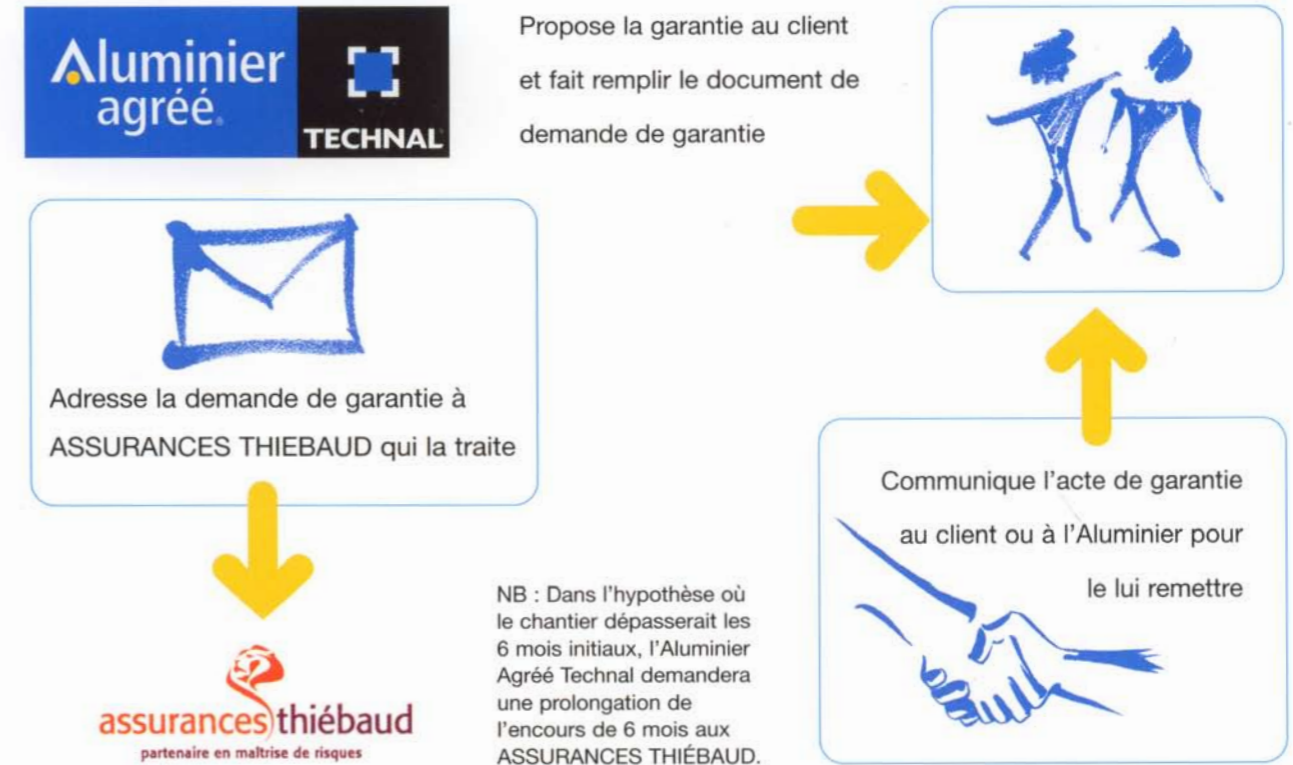 Aluminier
agréé.
TECHNAL
Propose la garantie au client
et fait remplir le document de
demande de garantie
Adresse la demande de garantie à
ASSURANCES THIEBAUD qui la traite
assurances thiébaud
partenaire en maîtrise de risques
NB : Dans l'hypothèse où
le chantier dépasserait les
6 mois initiaux, l'Aluminier
Agréé Technal demandera
une prolongation de
l'encours de 6 mois aux
ASSURANCES THIÉBAUD.
Communique l'acte de garantie
au client ou à l'Aluminier pour
le lui remettre